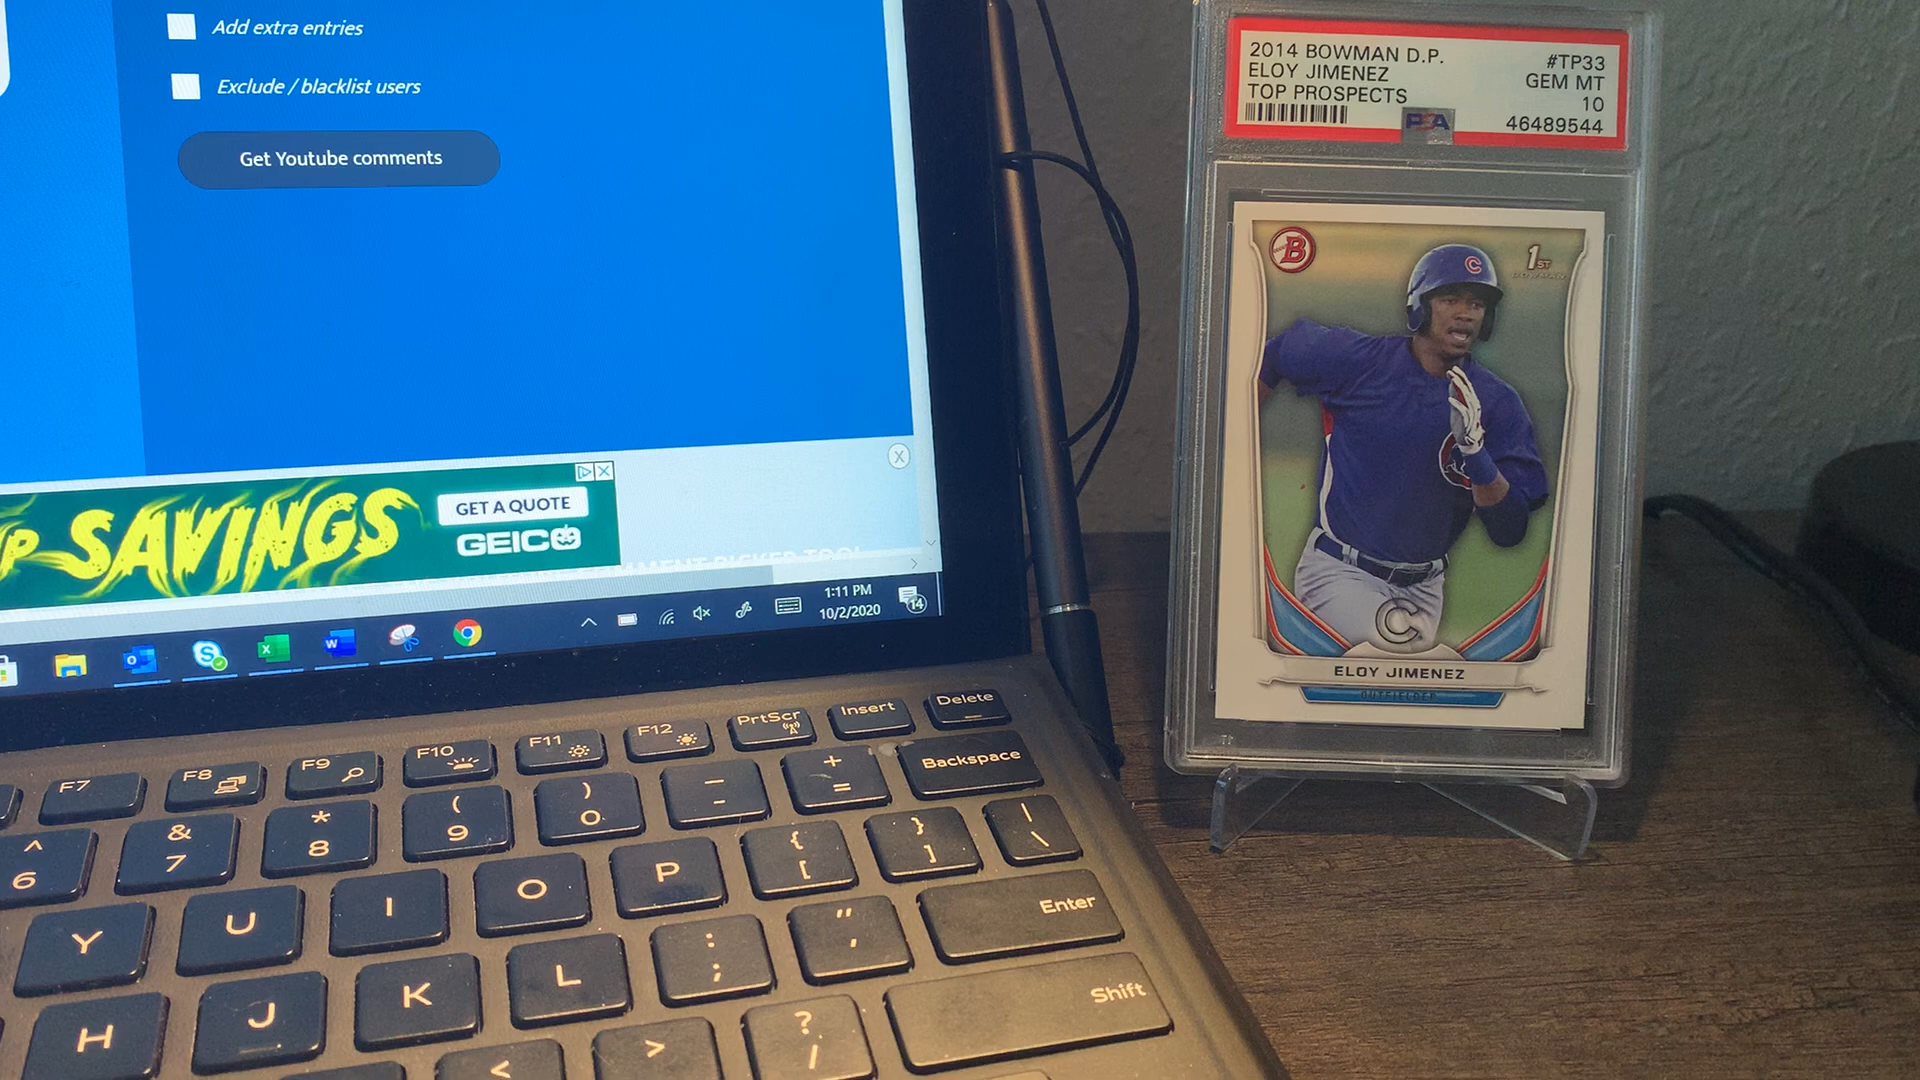 Add extra entries
Exclude / blacklist users
Get Youtube comments
SAVINGS
GET A QUOTE
GEICO
1:11 PM
10/2/2020
14
2014 BOWMAN D.P.
ELOY JIMENEZ
TOP PROSPECTS
#TP33
GEM MT
10
46489544
PSA
B
1ST
BOWMAN
C
C
ELOY JIMENEZ
OUTFIELDER
F7
F8
F9
F10
F11
F12
PrtScr
Insert
Delete
^ 6
& 7
* 8
( 9
) 0
_ -
+ =
Backspace
Y
U
I
O
P
{ [
} ]
| \
H
J
K
L
: ;
" '
Enter
<
>
? /
Shift